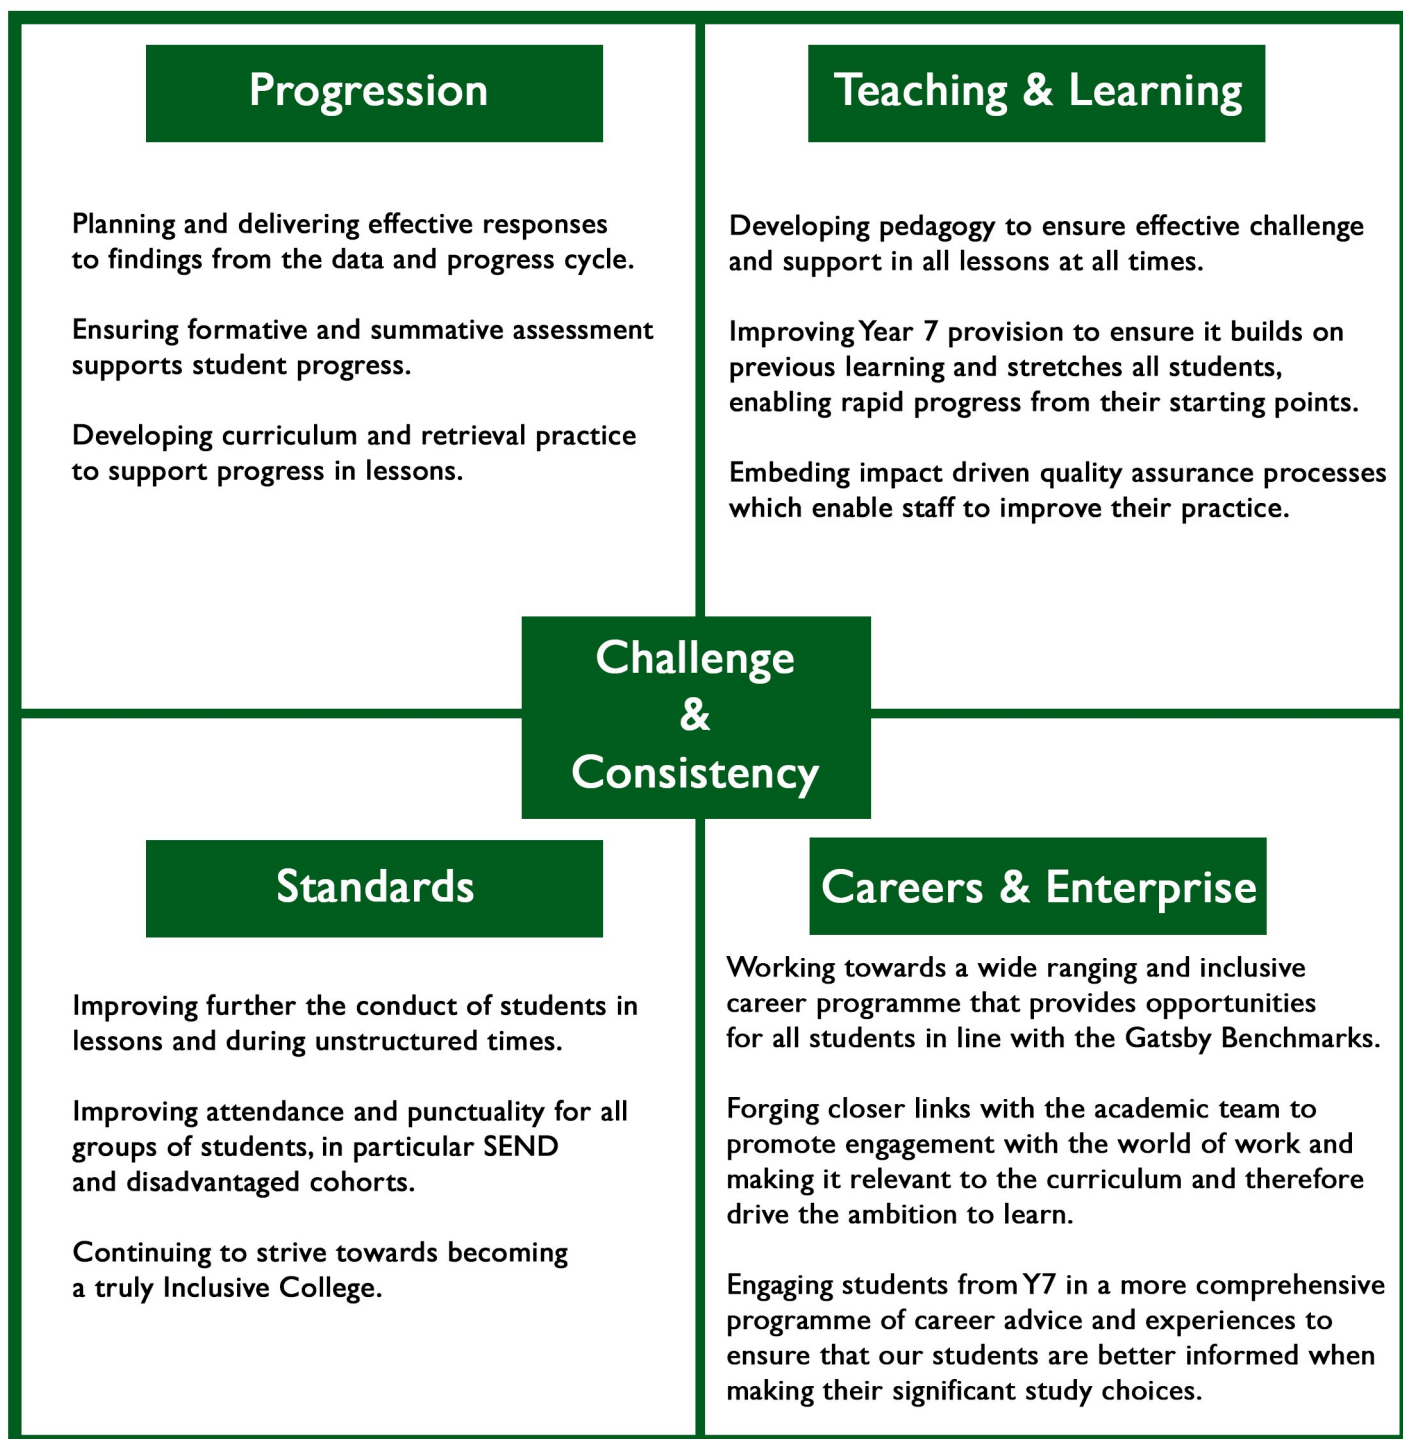 Progression
Planning and delivering effective responses
to findings from the data and progress cycle.
Ensuring formative and summative assessment
supports student progress.
Developing curriculum and retrieval practice
to support progress in lessons.
Teaching & Learning
Developing pedagogy to ensure effective challenge
and support in all lessons at all times.
Improving Year 7 provision to ensure it builds on
previous learning and stretches all students,
enabling rapid progress from their starting points.
Embeding impact driven quality assurance processes
which enable staff to improve their practice.
Challenge
&
Consistency
Standards
Improving further the conduct of students in
lessons and during unstructured times.
Improving attendance and punctuality for all
groups of students, in particular SEND
and disadvantaged cohorts.
Continuing to strive towards becoming
a truly Inclusive College.
Careers & Enterprise
Working towards a wide ranging and inclusive
career programme that provides opportunities
for all students in line with the Gatsby Benchmarks.
Forging closer links with the academic team to
promote engagement with the world of work and
making it relevant to the curriculum and therefore
drive the ambition to learn.
Engaging students from Y7 in a more comprehensive
programme of career advice and experiences to
ensure that our students are better informed when
making their significant study choices.